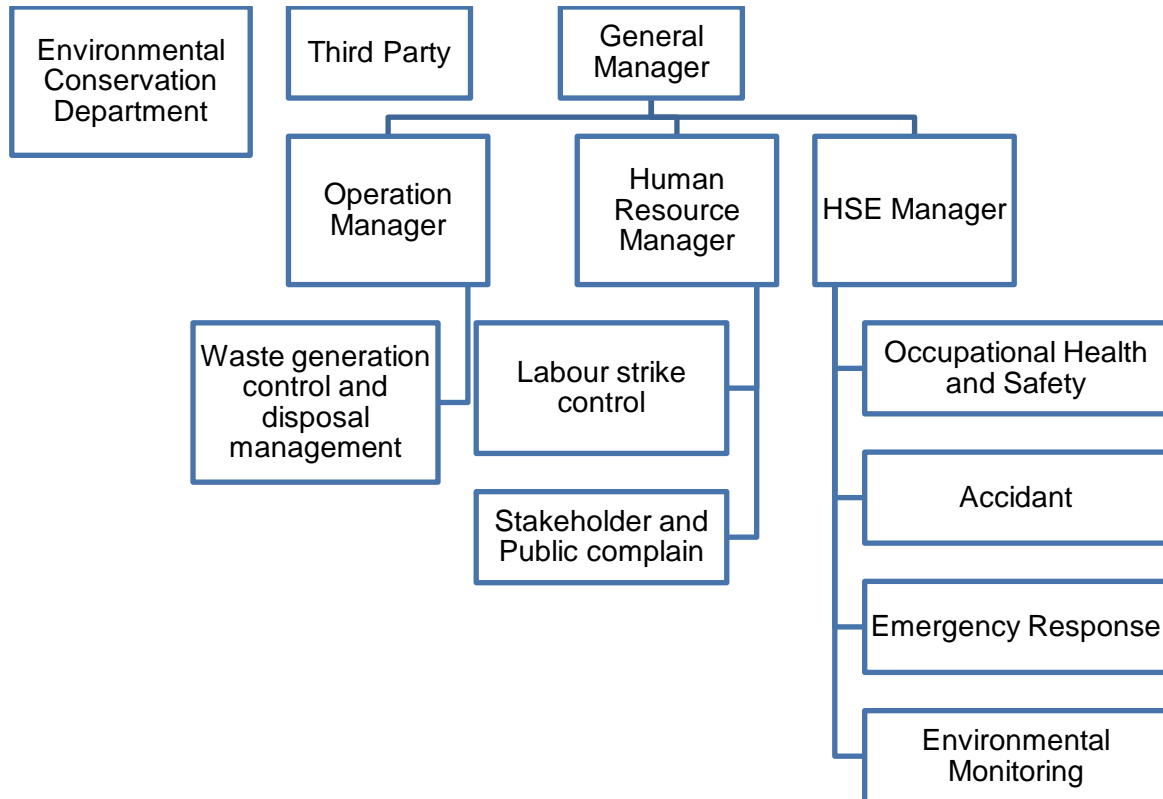 Environmental
Conservation
Department
Third Party
General
Manager
Operation
Manager
Human
Resource
Manager
HSE Manager
Waste generation
control and
disposal
management
Labour strike
control
Stakeholder and
Public complain
Occupational Health
and Safety
Accidant
Emergency Response
Environmental
Monitoring